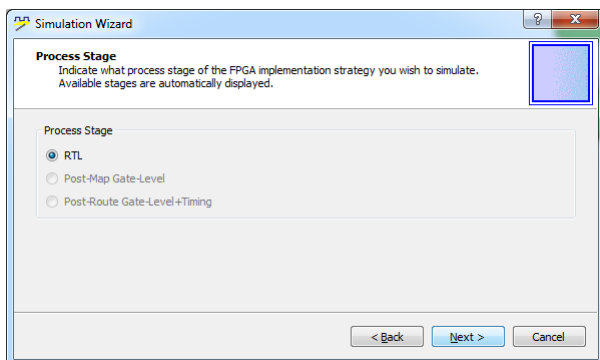 Simulation Wizard
Process Stage
Indicate what process stage of the FPGA implementation strategy you wish to simulate.
Available stages are automatically displayed.
Process Stage
RTL
Post-Map Gate-Level
Post-Route Gate-Level+Timing
< Back
Next >
Cancel